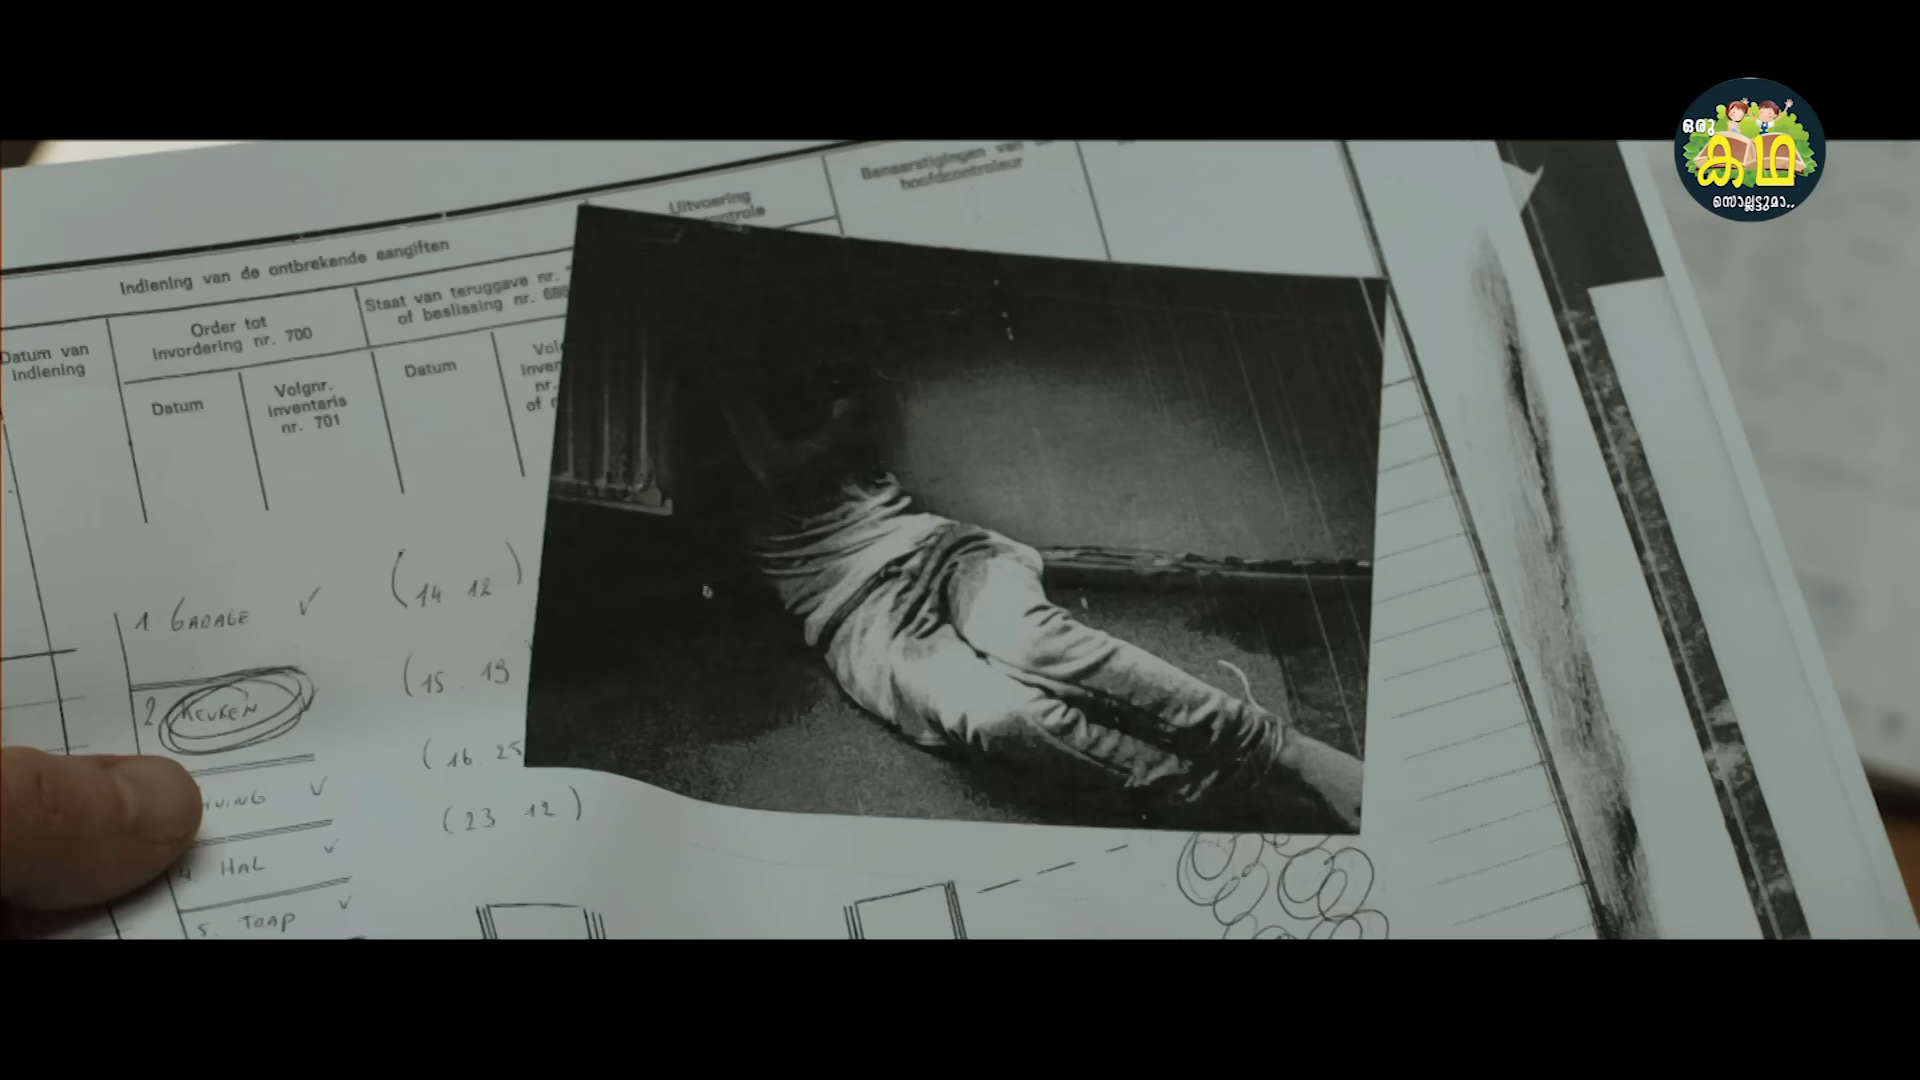 ഒരു
കഥ
സൊല്ലട്ടുമാ..
Indiening van de ontbrekende aangiften
Uitvoering
controle
Benaarstigingen van
hoofdcontroleur
Datum van
indiening
Order tot
invordering nr. 700
Staat van teruggave nr.
of beslissing nr.
Datum
Volgnr.
inventaris
nr. 701
Datum
nr.
of
1 GARAGE ✓ (14 12)
2 KEUKEN (15 . 19
(16 25
✓ (23 12)
4 HAL ✓
5. TRAP ✓